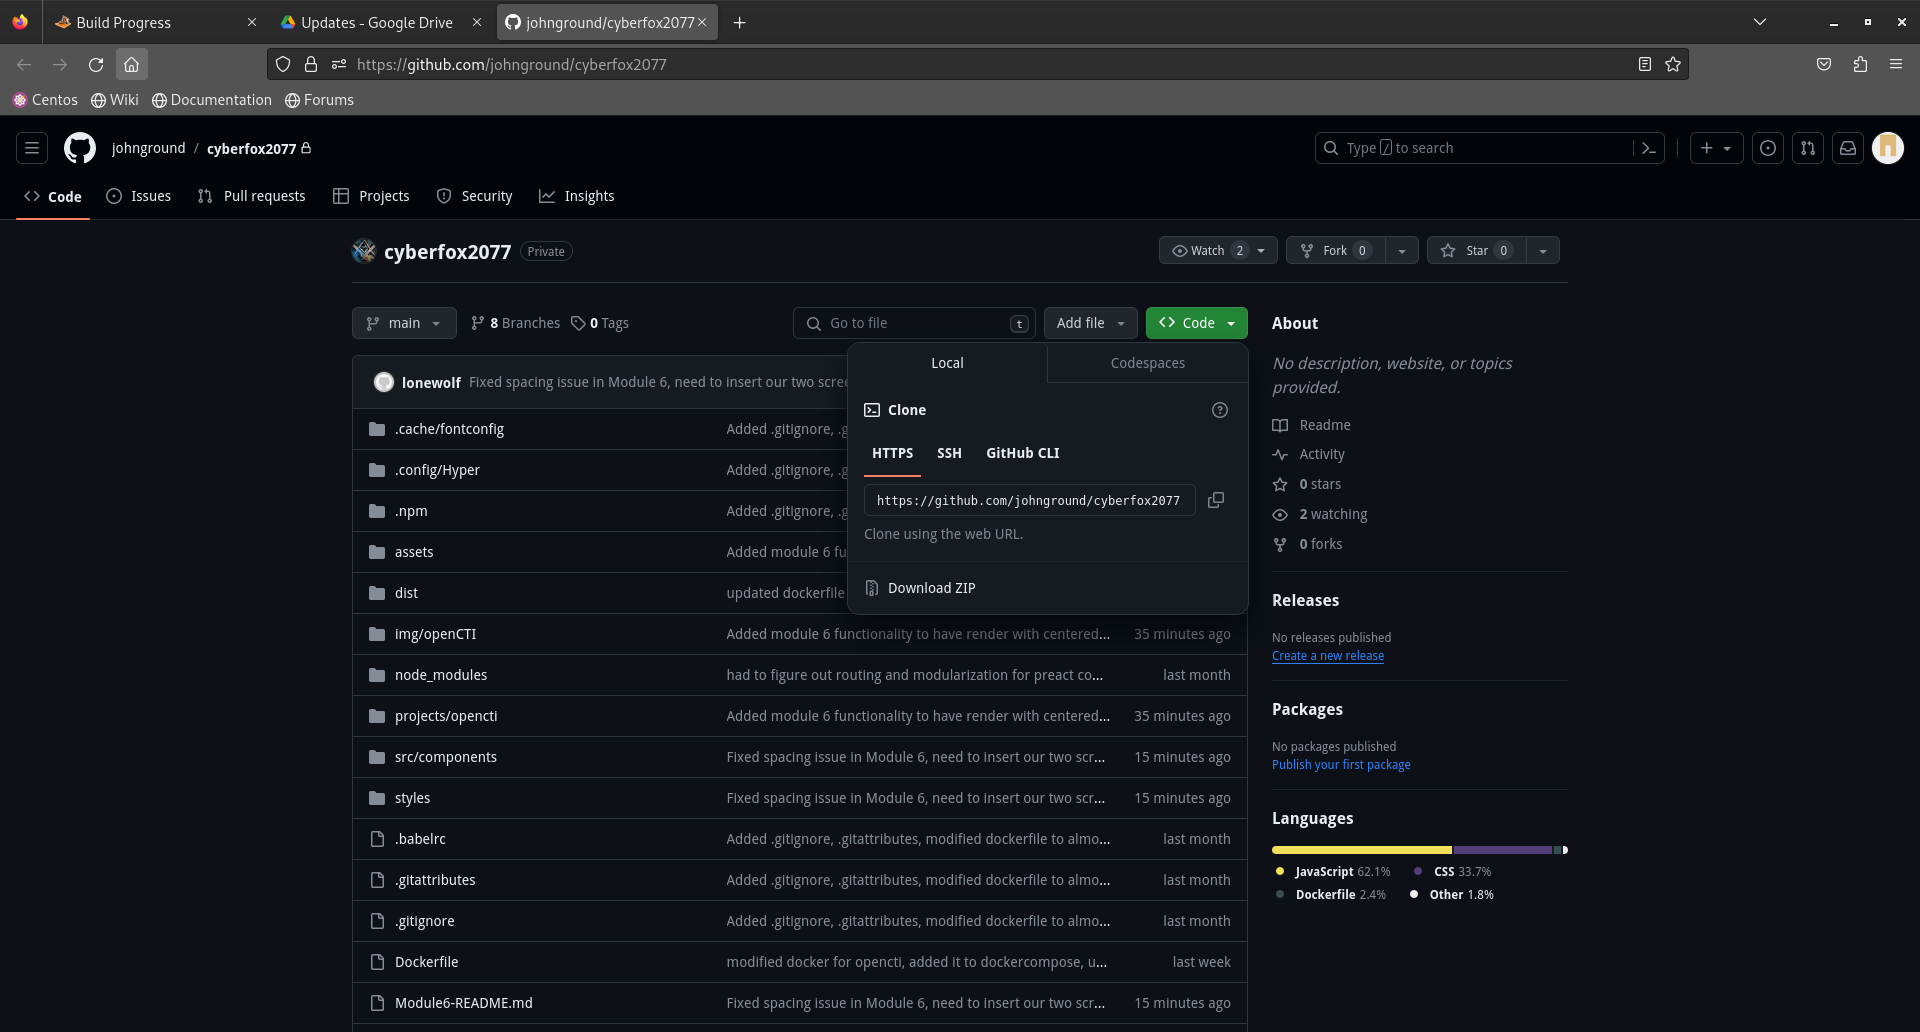 Build Progress
Updates - Google Drive
johnground/cyberfox2077
https://github.com/johnground/cyberfox2077
Centos Wiki Documentation Forums
johnground / cyberfox2077
Type / to search
Code Issues Pull requests Projects Security Insights
cyberfox2077 Private
Watch 2 Fork 0 Star 0
main 8 Branches 0 Tags
Go to file t Add file Code
Local Codespaces
Clone
HTTPS SSH GitHub CLI
https://github.com/johnground/cyberfox2077
Clone using the web URL.
Download ZIP
lonewolf Fixed spacing issue in Module 6, need to insert our two scree
.cache/fontconfig Added .gitignore, .g
.config/Hyper Added .gitignore, .g
.npm Added .gitignore, .g
assets Added module 6 fu
dist updated dockerfile
img/openCTI Added module 6 functionality to have render with centered... 35 minutes ago
node_modules had to figure out routing and modularization for preact co... last month
projects/opencti Added module 6 functionality to have render with centered... 35 minutes ago
src/components Fixed spacing issue in Module 6, need to insert our two scr... 15 minutes ago
styles Fixed spacing issue in Module 6, need to insert our two scr... 15 minutes ago
.babelrc Added .gitignore, .gitattributes, modified dockerfile to almo... last month
.gitattributes Added .gitignore, .gitattributes, modified dockerfile to almo... last month
.gitignore Added .gitignore, .gitattributes, modified dockerfile to almo... last month
Dockerfile modified docker for opencti, added it to dockercompose, u... last week
Module6-README.md Fixed spacing issue in Module 6, need to insert our two scr... 15 minutes ago
About
No description, website, or topics
provided.
Readme
Activity
0 stars
2 watching
0 forks
Releases
No releases published
Create a new release
Packages
No packages published
Publish your first package
Languages
JavaScript 62.1% CSS 33.7%
Dockerfile 2.4% Other 1.8%